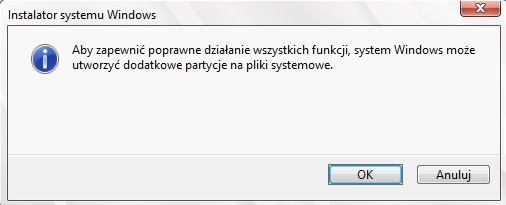 Instalator systemu Windows
Aby zapewnić poprawne działanie wszystkich funkcji, system Windows może
utworzyć dodatkowe partycje na pliki systemowe.
OK
Anuluj